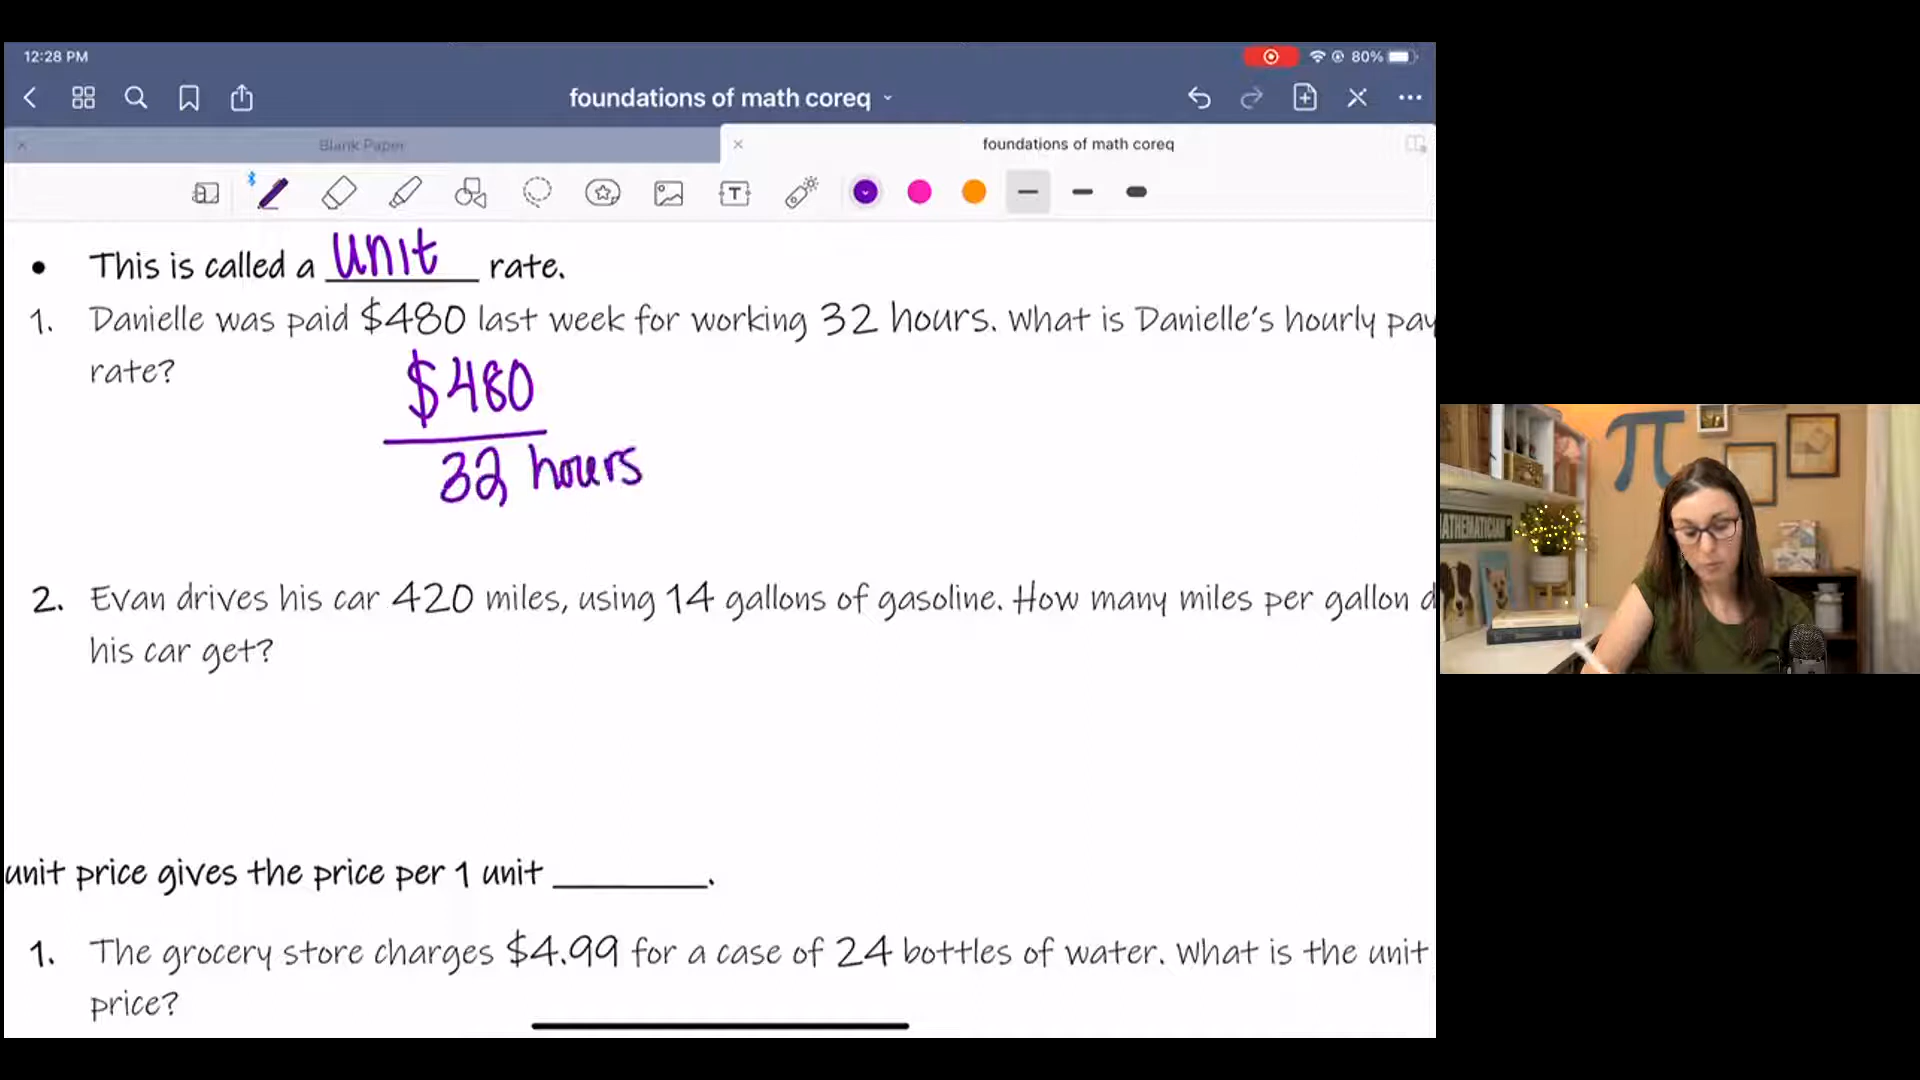 12:28 PM
80%
foundations of math coreq
Blank Paper
foundations of math coreq
T
• This is called a unit rate.
1. Danielle was paid $480 last week for working 32 hours. What is Danielle's hourly pay
rate?
$480
32 hours
2. Evan drives his car 420 miles, using 14 gallons of gasoline. How many miles per gallon d
his car get?
unit price gives the price per 1 unit ________.
1. The grocery store charges $4.99 for a case of 24 bottles of water. What is the unit
price?
π
MATHEMATICIAN